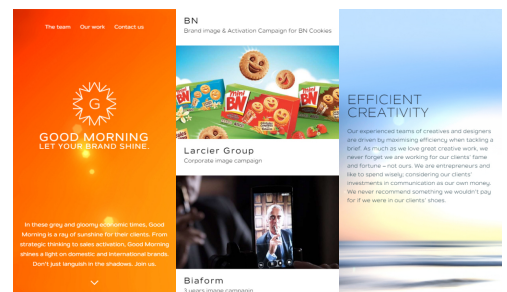 The team Our work Contact us
G
GOOD MORNING
LET YOUR BRAND SHINE.
In these grey and gloomy economic times, Good
Morning is a ray of sunshine for their clients. From
strategic thinking to sales activation, Good Morning
shines a light on domestic and international brands.
Don't just languish in the shadows. Join us.
BN
Brand image & Activation Campaign for BN Cookies
mini
BN
mini
BN
BN
Larcier Group
Corporate image campaign
Biaform
3 years image campaign
EFFICIENT
CREATIVITY
Our experienced teams of creatives and designers
are driven by maximising efficiency when tackling a
brief. As much as we love great creative work, we
never forget we are working for our clients' fame
and fortune – not ours. We are entrepreneurs and
like to spend wisely; considering our clients'
investments in communication as our own money.
We never recommend something we wouldn't pay
for if we were in our clients' shoes.